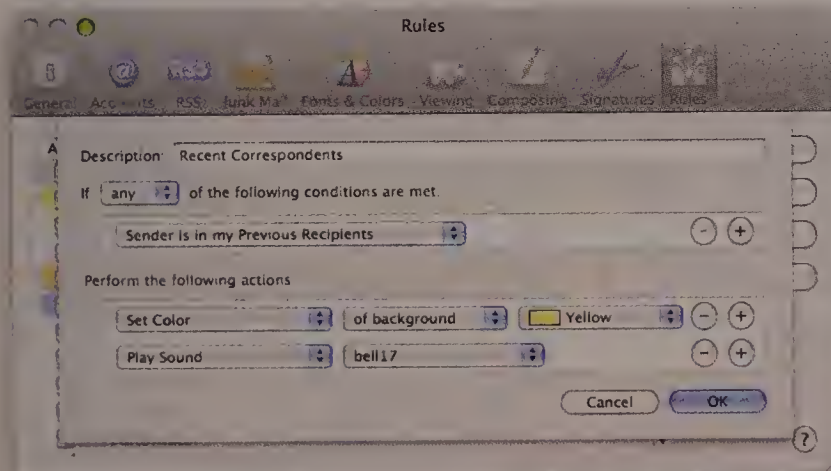 Rules
General Accounts RSS Junk Mail Fonts & Colors Viewing Composing Signatures Rules
A
Description: Recent Correspondents
If any of the following conditions are met.
Sender is in my Previous Recipients
- +
Perform the following actions
Set Color of background Yellow - +
Play Sound bell17 - +
Cancel OK
?